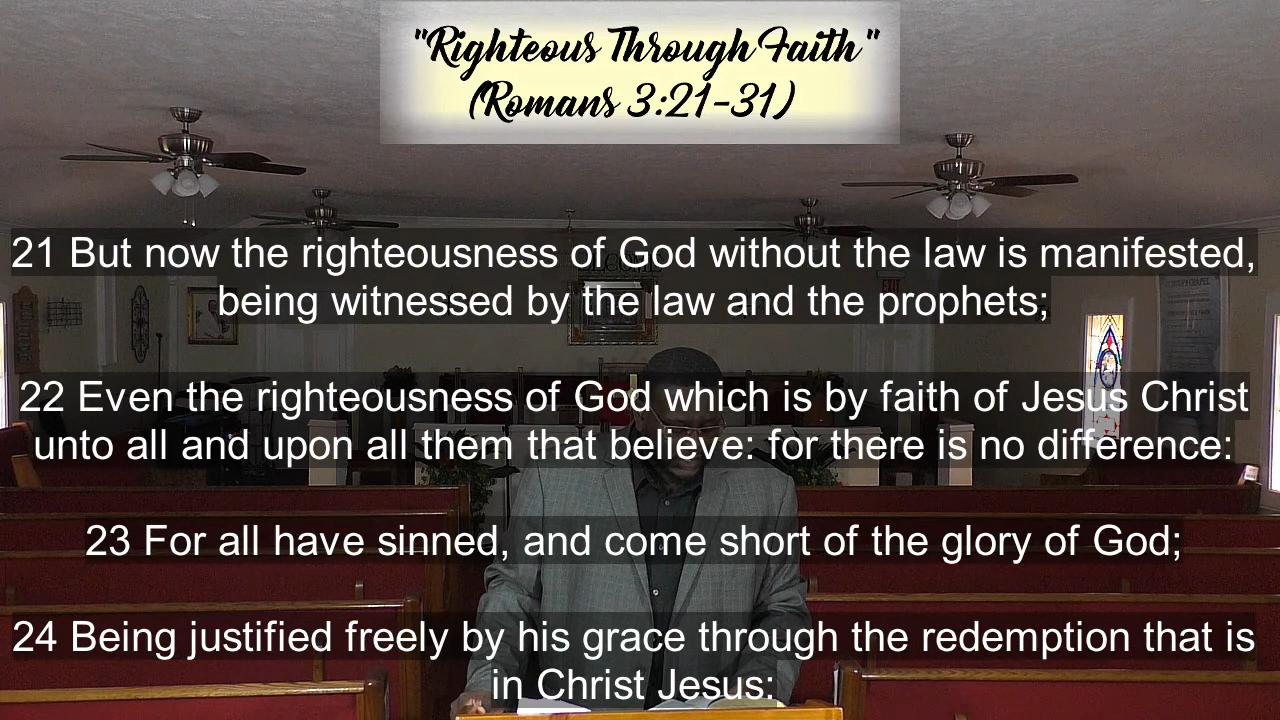 "Righteous Through Faith"
(Romans 3:21-31)
21 But now the righteousness of God without the law is manifested,
being witnessed by the law and the prophets;
22 Even the righteousness of God which is by faith of Jesus Christ
unto all and upon all them that believe: for there is no difference:
23 For all have sinned, and come short of the glory of God;
24 Being justified freely by his grace through the redemption that is
in Christ Jesus: